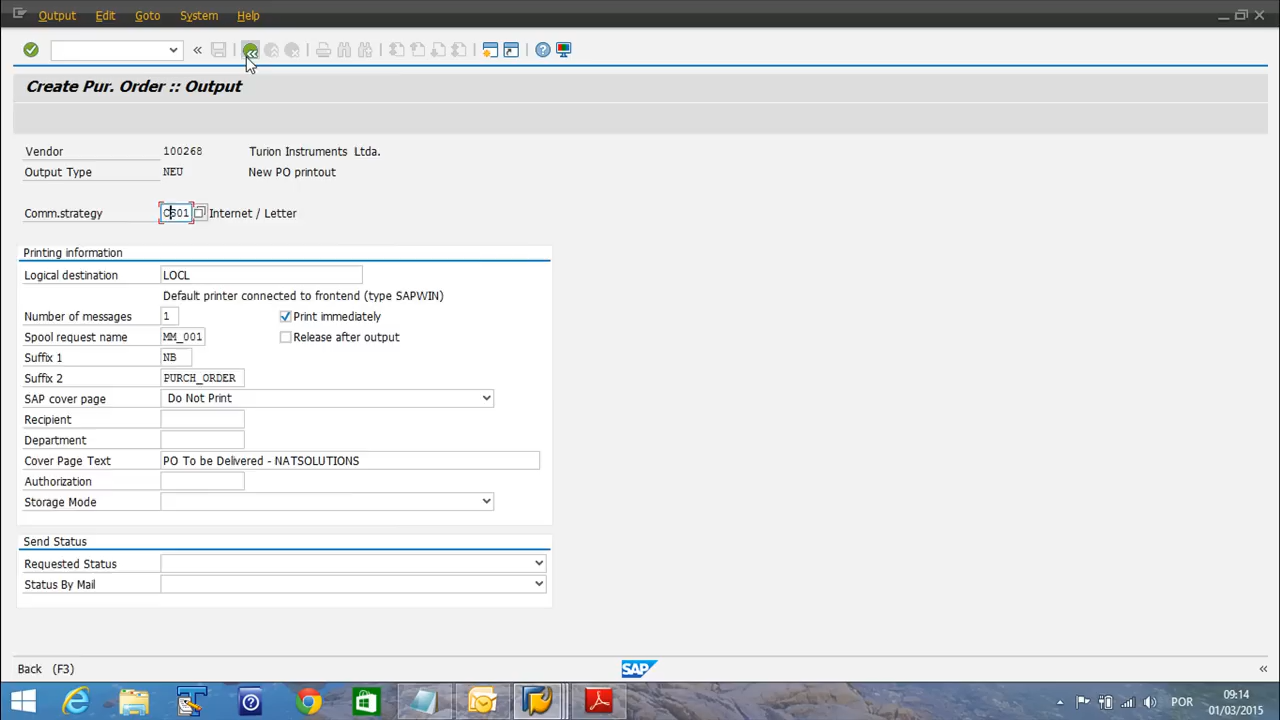 Output Edit Goto System Help
Create Pur. Order :: Output
Vendor 100268 Turion Instruments Ltda.
Output Type NEU New PO printout
Comm.strategy CS01 Internet / Letter
Printing information
Logical destination LOCL
Default printer connected to frontend (type SAPWIN)
Number of messages 1 Print immediately
Spool request name MM_001 Release after output
Suffix 1 NB
Suffix 2 PURCH_ORDER
SAP cover page Do Not Print
Recipient
Department
Cover Page Text PO To be Delivered - NATSOLUTIONS
Authorization
Storage Mode
Send Status
Requested Status
Status By Mail
Back (F3) SAP
POR 09:14
01/03/2015